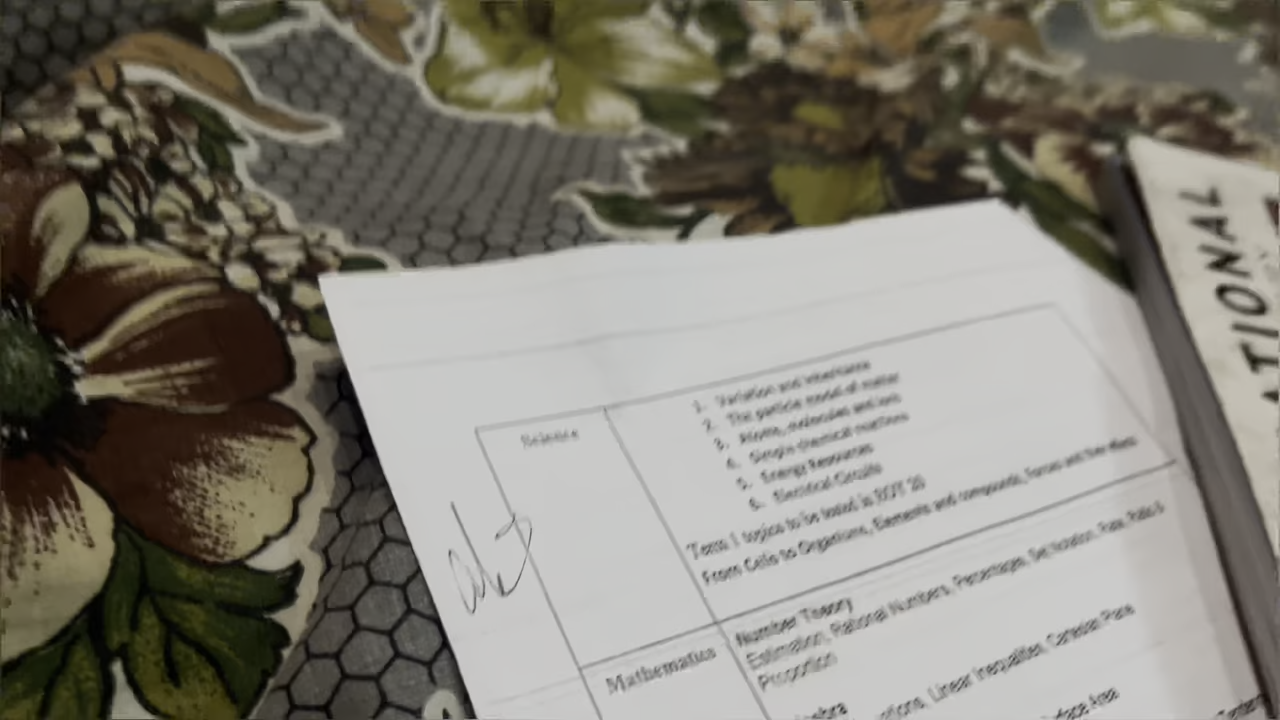 Science
1. Variation and inheritance
2. The particle model of matter
3. Atoms, molecules and ions
4. Simple chemical reactions
5. Energy Resources
6. Electrical Circuits
Term 1 topics to be tested in EOT 20
From Cells to Organisms, Elements and compounds, Forces and their effects
Mathematics
Number Theory
Estimation, Rational Numbers, Percentages, Set Notation, Rate, Ratio &
Proportion
Linear Inequalities, Cartesian Plane
Area